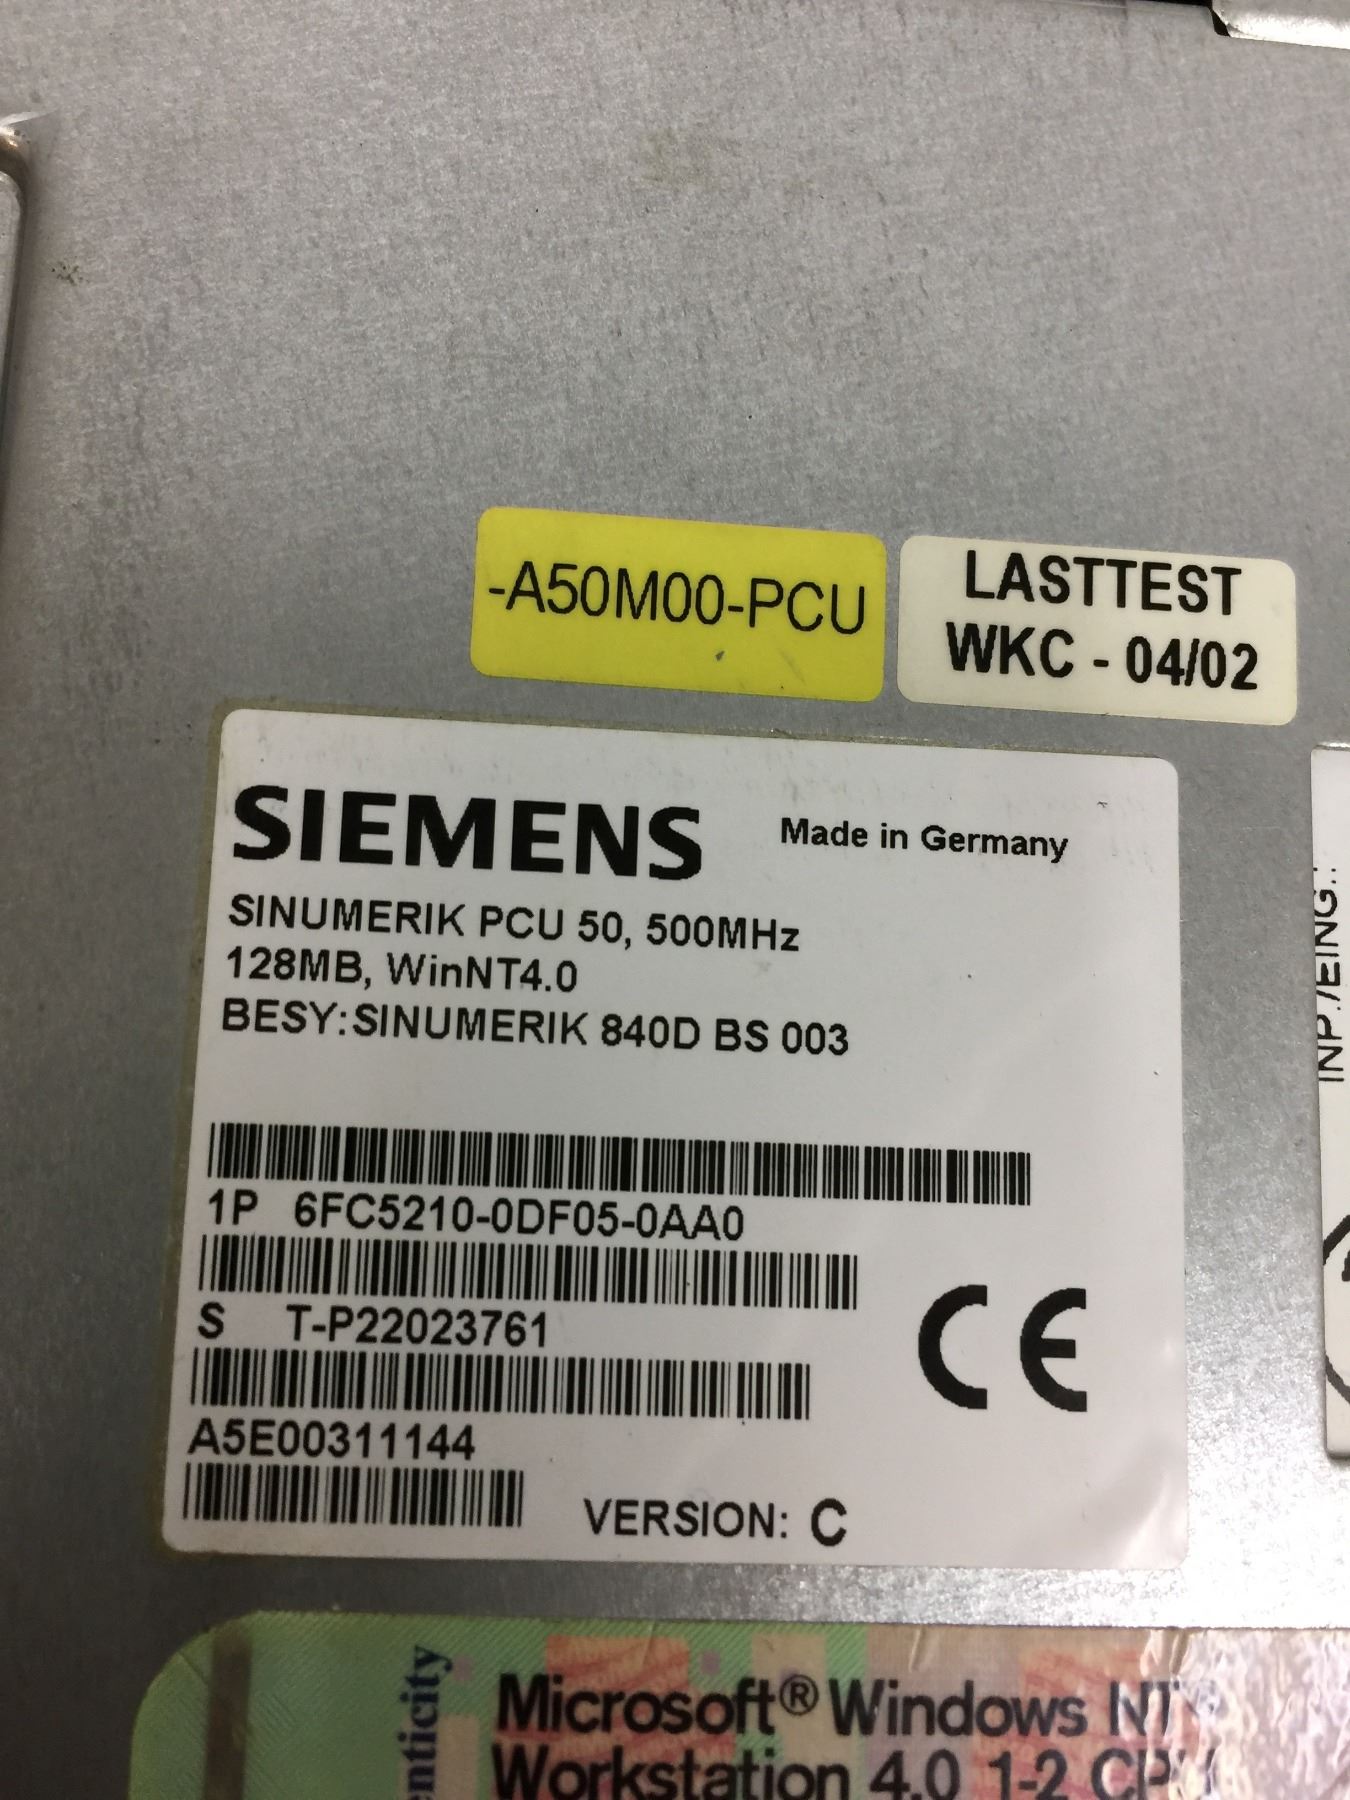 -A50M00-PCU
LASTTEST
WKC - 04/02
SIEMENS Made in Germany
SINUMERIK PCU 50, 500MHz
128MB, WinNT4.0
BESY:SINUMERIK 840D BS 003
1P 6FC5210-0DF05-0AA0
S T-P22023761
CE
A5E00311144
VERSION: C
INP./EING.:
enticity
Microsoft® Windows NT®
Workstation 4.0 1-2 CPU